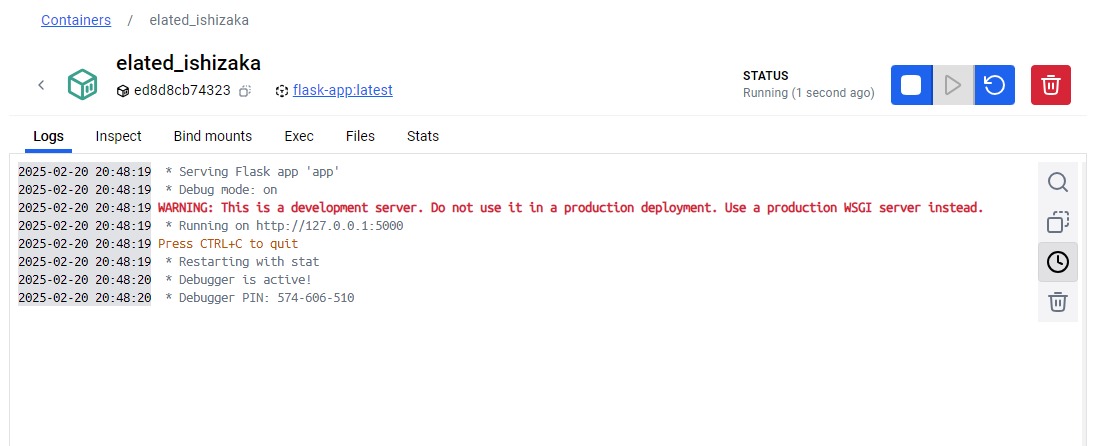 Containers / elated_ishizaka
elated_ishizaka
ed8d8cb74323 flask-app:latest
STATUS
Running (1 second ago)
Logs Inspect Bind mounts Exec Files Stats
2025-02-20 20:48:19 * Serving Flask app 'app'
2025-02-20 20:48:19 * Debug mode: on
2025-02-20 20:48:19 WARNING: This is a development server. Do not use it in a production deployment. Use a production WSGI server instead.
2025-02-20 20:48:19 * Running on http://127.0.0.1:5000
2025-02-20 20:48:19 Press CTRL+C to quit
2025-02-20 20:48:19 * Restarting with stat
2025-02-20 20:48:20 * Debugger is active!
2025-02-20 20:48:20 * Debugger PIN: 574-606-510